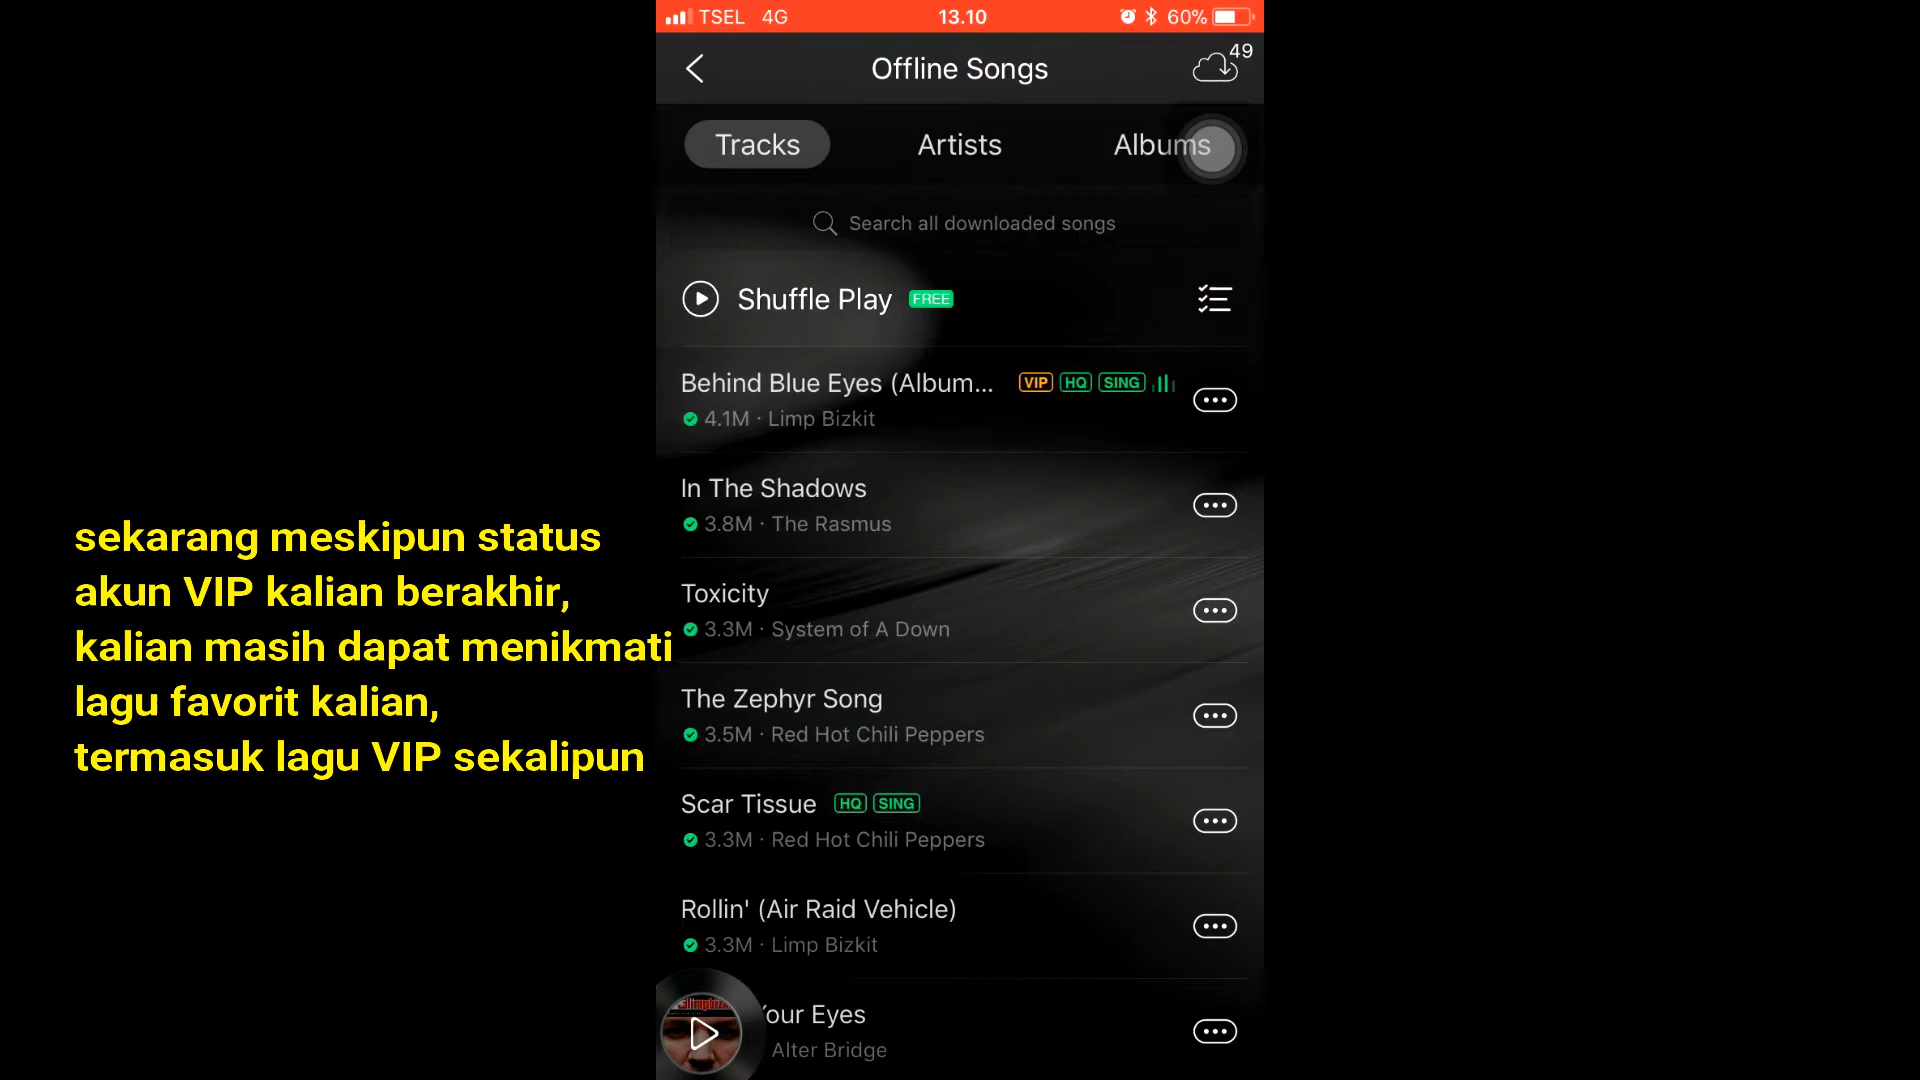 TSEL 4G 13.10 60%
Offline Songs 49
Tracks Artists Albums
Search all downloaded songs
Shuffle Play FREE
Behind Blue Eyes (Album... VIP HQ SING
4.1M · Limp Bizkit
In The Shadows
3.8M · The Rasmus
Toxicity
3.3M · System of A Down
The Zephyr Song
3.5M · Red Hot Chili Peppers
Scar Tissue HQ SING
3.3M · Red Hot Chili Peppers
Rollin' (Air Raid Vehicle)
3.3M · Limp Bizkit
Your Eyes
Alter Bridge
sekarang meskipun status
akun VIP kalian berakhir,
kalian masih dapat menikmati
lagu favorit kalian,
termasuk lagu VIP sekalipun